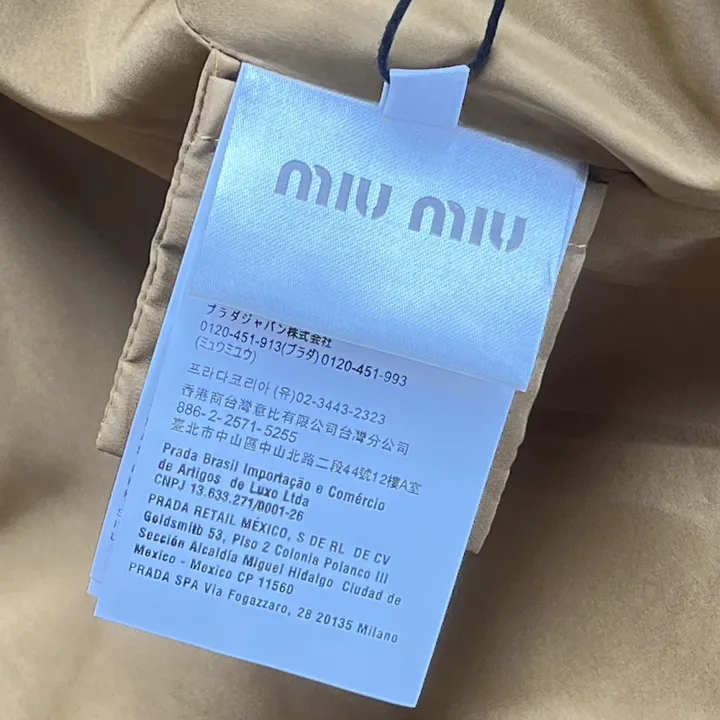 miu miu
プラダジャパン株式会社
0120-451-913(プラダ) 0120-451-993
(ミュウミュウ)
프라다코리아 (유)02-3443-2323
香港商台灣意比有限公司台灣分公司
886-2-2571-5255
臺北市中山區中山北路二段44號12樓A室
Prada Brasil Importação e Comércio
de Artigos de Luxo Ltda
CNPJ 13.633.271/0001-26
PRADA RETAIL MÉXICO, S DE RL DE CV
Goldsmith 53, Piso 2 Colonia Polanco III
Sección Alcaldía Miguel Hidalgo Ciudad de
Mexico - Mexico CP 11560
PRADA SPA Via Fogazzaro, 28 20135 Milano